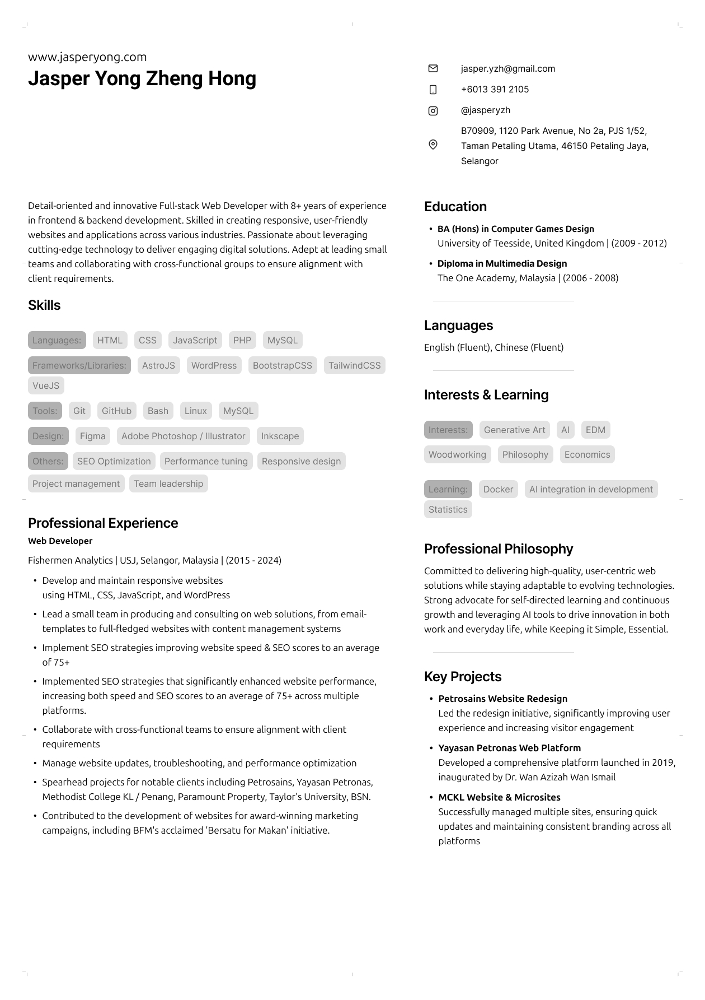 www.jasperyong.com
Jasper Yong Zheng Hong
jasper.yzh@gmail.com
+6013 391 2105
@jasperyzh
B70909, 1120 Park Avenue, No 2a, PJS 1/52,
Taman Petaling Utama, 46150 Petaling Jaya,
Selangor
Detail-oriented and innovative Full-stack Web Developer with 8+ years of experience
in frontend & backend development. Skilled in creating responsive, user-friendly
websites and applications across various industries. Passionate about leveraging
cutting-edge technology to deliver engaging digital solutions. Adept at leading small
teams and collaborating with cross-functional groups to ensure alignment with
client requirements.
Skills
Languages: HTML CSS JavaScript PHP MySQL
Frameworks/Libraries: AstroJS WordPress BootstrapCSS TailwindCSS
VueJS
Tools: Git GitHub Bash Linux MySQL
Design: Figma Adobe Photoshop / Illustrator Inkscape
Others: SEO Optimization Performance tuning Responsive design
Project management Team leadership
Professional Experience
Web Developer
Fishermen Analytics | USJ, Selangor, Malaysia | (2015 - 2024)
• Develop and maintain responsive websites
using HTML, CSS, JavaScript, and WordPress
• Lead a small team in producing and consulting on web solutions, from email-
templates to full-fledged websites with content management systems
• Implement SEO strategies improving website speed & SEO scores to an average
of 75+
• Implemented SEO strategies that significantly enhanced website performance,
increasing both speed and SEO scores to an average of 75+ across multiple
platforms.
• Collaborate with cross-functional teams to ensure alignment with client
requirements
• Manage website updates, troubleshooting, and performance optimization
• Spearhead projects for notable clients including Petrosains, Yayasan Petronas,
Methodist College KL / Penang, Paramount Property, Taylor's University, BSN.
• Contributed to the development of websites for award-winning marketing
campaigns, including BFM's acclaimed 'Bersatu for Makan' initiative.
Education
• BA (Hons) in Computer Games Design
University of Teesside, United Kingdom | (2009 - 2012)
• Diploma in Multimedia Design
The One Academy, Malaysia | (2006 - 2008)
Languages
English (Fluent), Chinese (Fluent)
Interests & Learning
Interests: Generative Art AI EDM
Woodworking Philosophy Economics
Learning: Docker AI integration in development
Statistics
Professional Philosophy
Committed to delivering high-quality, user-centric web
solutions while staying adaptable to evolving technologies.
Strong advocate for self-directed learning and continuous
growth and leveraging AI tools to drive innovation in both
work and everyday life, while Keeping it Simple, Essential.
Key Projects
• Petrosains Website Redesign
Led the redesign initiative, significantly improving user
experience and increasing visitor engagement
• Yayasan Petronas Web Platform
Developed a comprehensive platform launched in 2019,
inaugurated by Dr. Wan Azizah Wan Ismail
• MCKL Website & Microsites
Successfully managed multiple sites, ensuring quick
updates and maintaining consistent branding across all
platforms